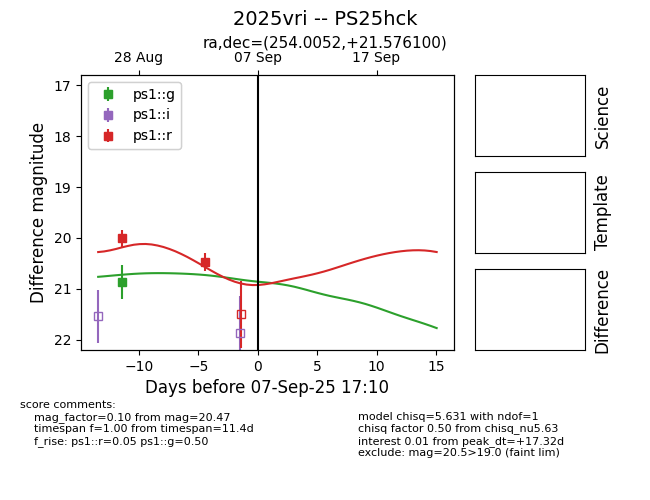 2025vri -- PS25hck
ra,dec=(254.0052,+21.576100)
28 Aug 07 Sep 17 Sep
ps1::g
ps1::i
ps1::r
17
18
19
20
21
22
Difference magnitude
−10 −5 0 5 10 15
Days before 07-Sep-25 17:10
Science
Template
Difference
score comments:
mag_factor=0.10 from mag=20.47
timespan f=1.00 from timespan=11.4d
f_rise: ps1::r=0.05 ps1::g=0.50
model chisq=5.631 with ndof=1
chisq factor 0.50 from chisq_nu5.63
interest 0.01 from peak_dt=+17.32d
exclude: mag=20.5>19.0 (faint lim)